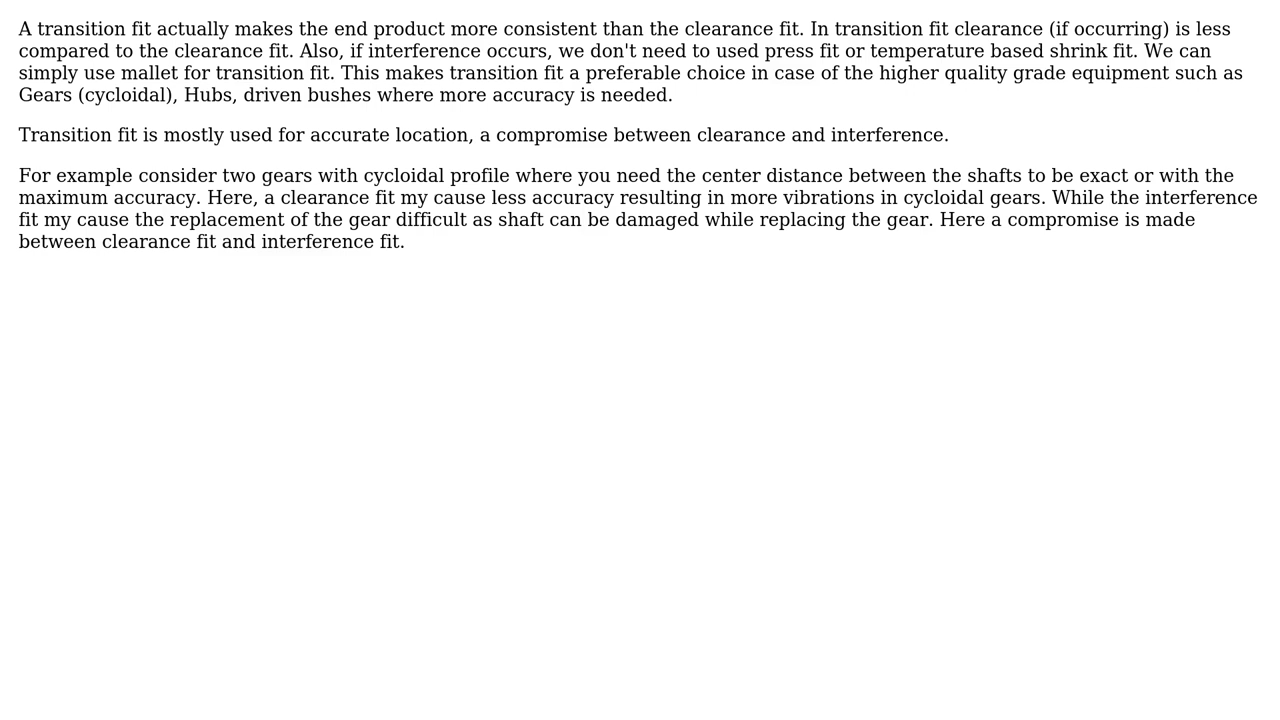 A transition fit actually makes the end product more consistent than the clearance fit. In transition fit clearance (if occurring) is less
compared to the clearance fit. Also, if interference occurs, we don't need to used press fit or temperature based shrink fit. We can
simply use mallet for transition fit. This makes transition fit a preferable choice in case of the higher quality grade equipment such as
Gears (cycloidal), Hubs, driven bushes where more accuracy is needed.
Transition fit is mostly used for accurate location, a compromise between clearance and interference.
For example consider two gears with cycloidal profile where you need the center distance between the shafts to be exact or with the
maximum accuracy. Here, a clearance fit my cause less accuracy resulting in more vibrations in cycloidal gears. While the interference
fit my cause the replacement of the gear difficult as shaft can be damaged while replacing the gear. Here a compromise is made
between clearance fit and interference fit.